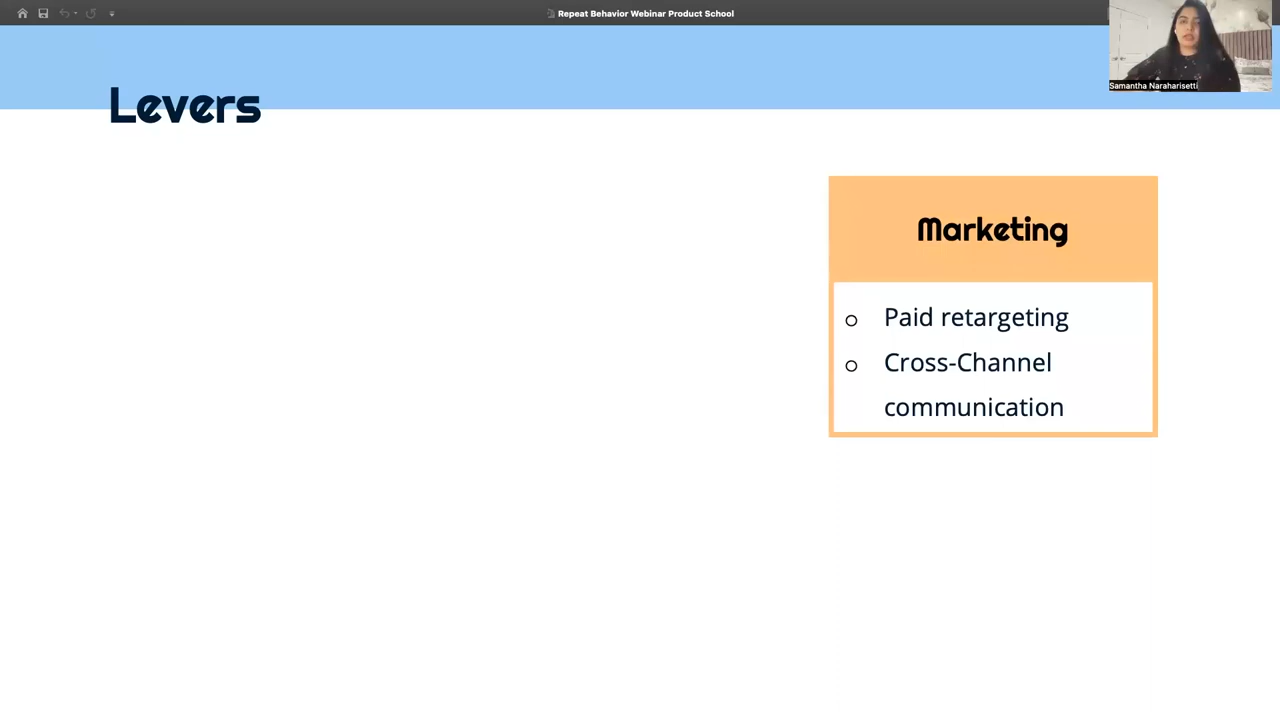 Repeat Behavior Webinar Product School
Samantha Naraharisetti
Levers
Marketing
Paid retargeting
Cross-Channel
communication